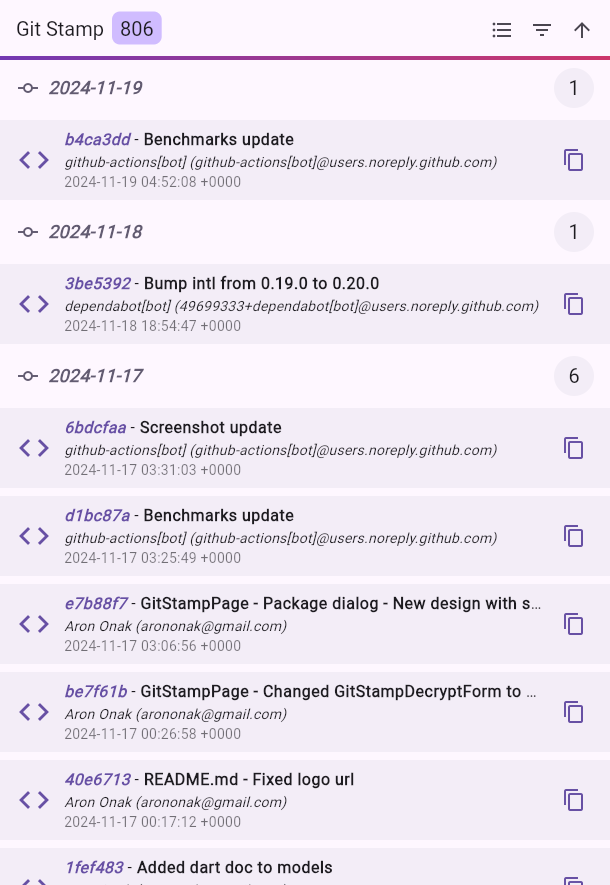 Git Stamp 806
2024-11-19 1
b4ca3dd - Benchmarks update
github-actions[bot] (github-actions[bot]@users.noreply.github.com)
2024-11-19 04:52:08 +0000
2024-11-18 1
3be5392 - Bump intl from 0.19.0 to 0.20.0
dependabot[bot] (49699333+dependabot[bot]@users.noreply.github.com)
2024-11-18 18:54:47 +0000
2024-11-17 6
6bdcfaa - Screenshot update
github-actions[bot] (github-actions[bot]@users.noreply.github.com)
2024-11-17 03:31:03 +0000
d1bc87a - Benchmarks update
github-actions[bot] (github-actions[bot]@users.noreply.github.com)
2024-11-17 03:25:49 +0000
e7b88f7 - GitStampPage - Package dialog - New design with s...
Aron Onak (arononak@gmail.com)
2024-11-17 03:06:56 +0000
be7f61b - GitStampPage - Changed GitStampDecryptForm to ...
Aron Onak (arononak@gmail.com)
2024-11-17 00:26:58 +0000
40e6713 - README.md - Fixed logo url
Aron Onak (arononak@gmail.com)
2024-11-17 00:17:12 +0000
1fef483 - Added dart doc to models